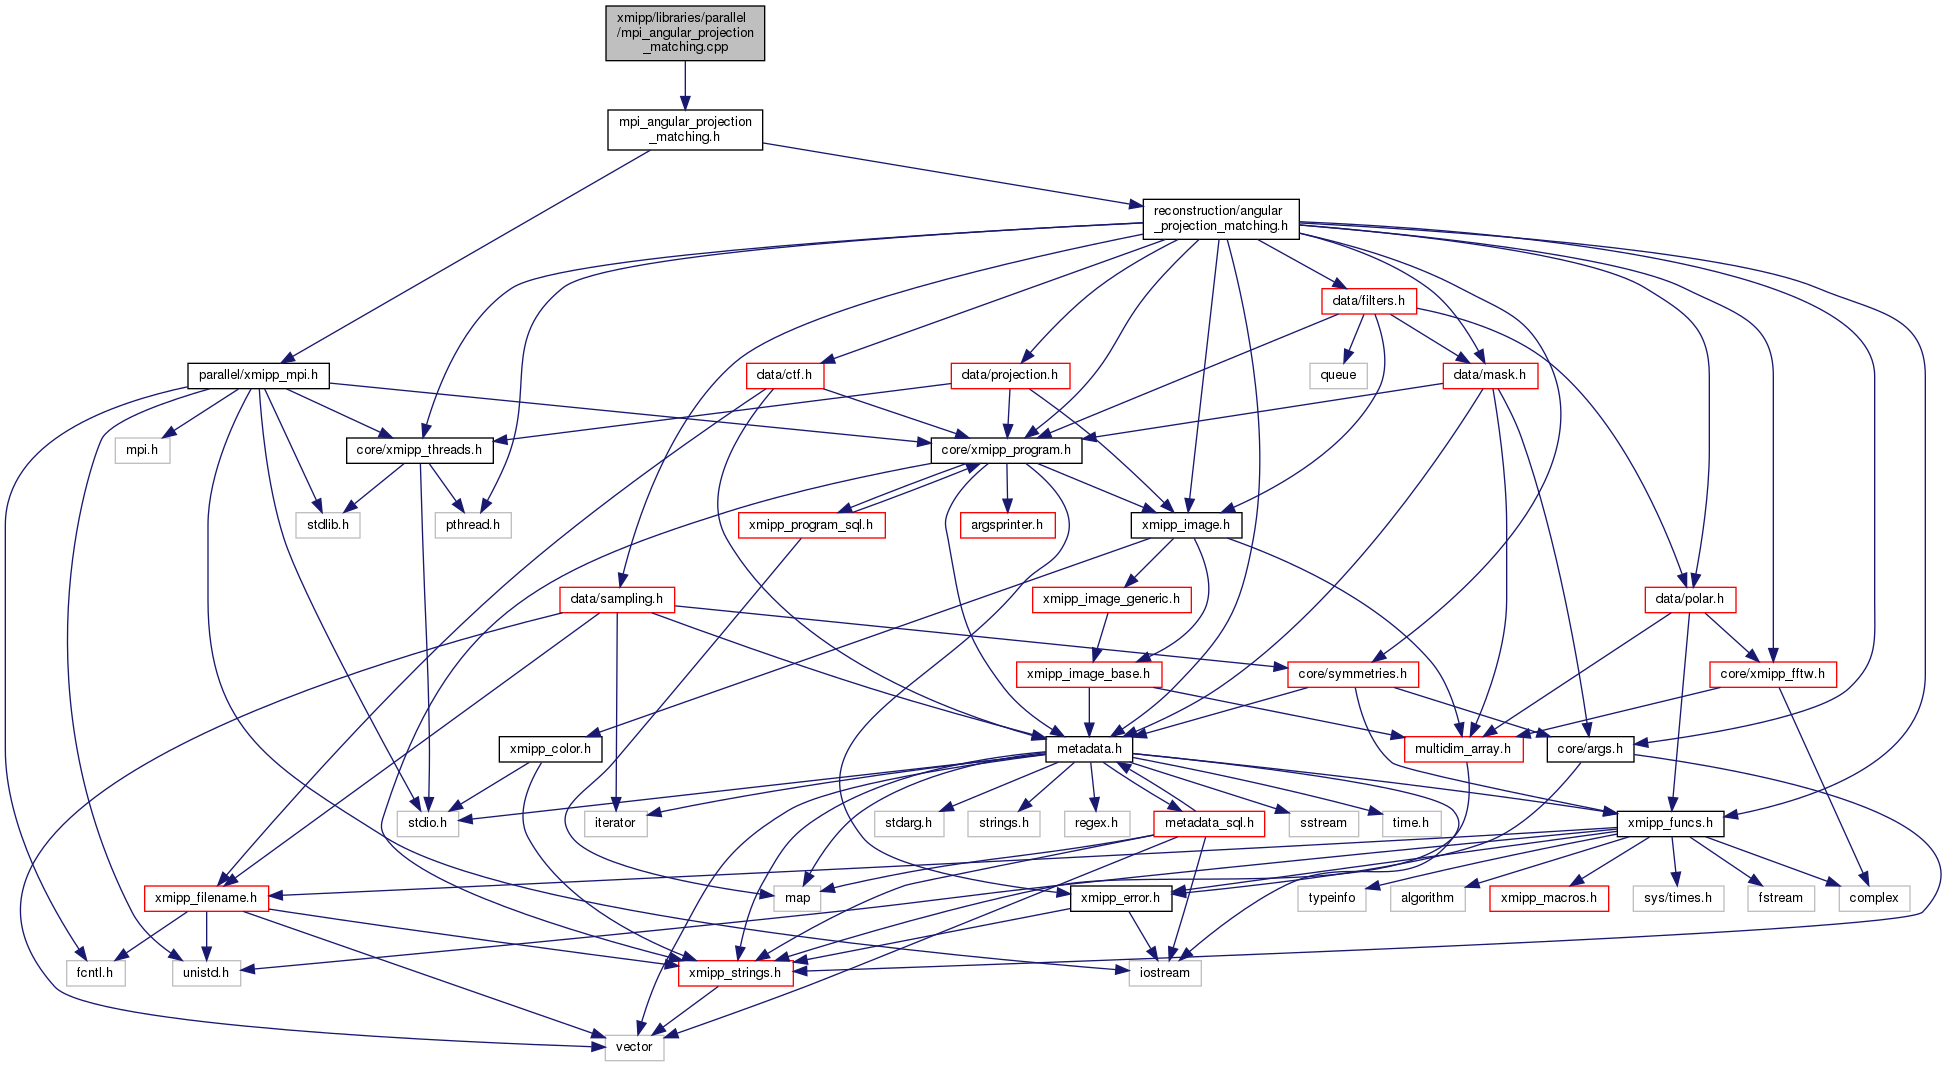 xmipp/libraries/parallel
/mpi_angular_projection
_matching.cpp
mpi_angular_projection
_matching.h
reconstruction/angular
_projection_matching.h
data/filters.h
parallel/xmipp_mpi.h
data/ctf.h
data/projection.h
queue
data/mask.h
mpi.h
core/xmipp_threads.h
core/xmipp_program.h
stdlib.h
pthread.h
xmipp_program_sql.h
argsprinter.h
xmipp_image.h
data/sampling.h
xmipp_image_generic.h
data/polar.h
xmipp_image_base.h
core/symmetries.h
core/xmipp_fftw.h
xmipp_color.h
metadata.h
multidim_array.h
core/args.h
stdio.h
iterator
stdarg.h
strings.h
regex.h
metadata_sql.h
sstream
time.h
xmipp_funcs.h
xmipp_filename.h
map
xmipp_error.h
typeinfo
algorithm
xmipp_macros.h
sys/times.h
fstream
complex
fcntl.h
unistd.h
xmipp_strings.h
iostream
vector